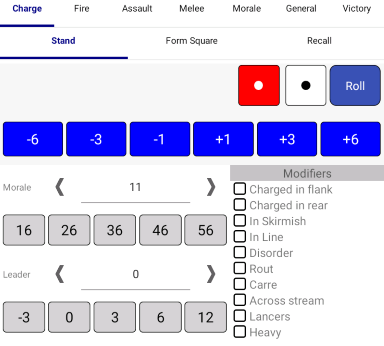 Charge Fire Assault Melee Morale General Victory
Stand Form Square Recall
Roll
-6 -3 -1 +1 +3 +6
Morale 11
16 26 36 46 56
Leader 0
-3 0 3 6 12
Modifiers
Charged in flank
Charged in rear
In Skirmish
In Line
Disorder
Rout
Carre
Across stream
Lancers
Heavy